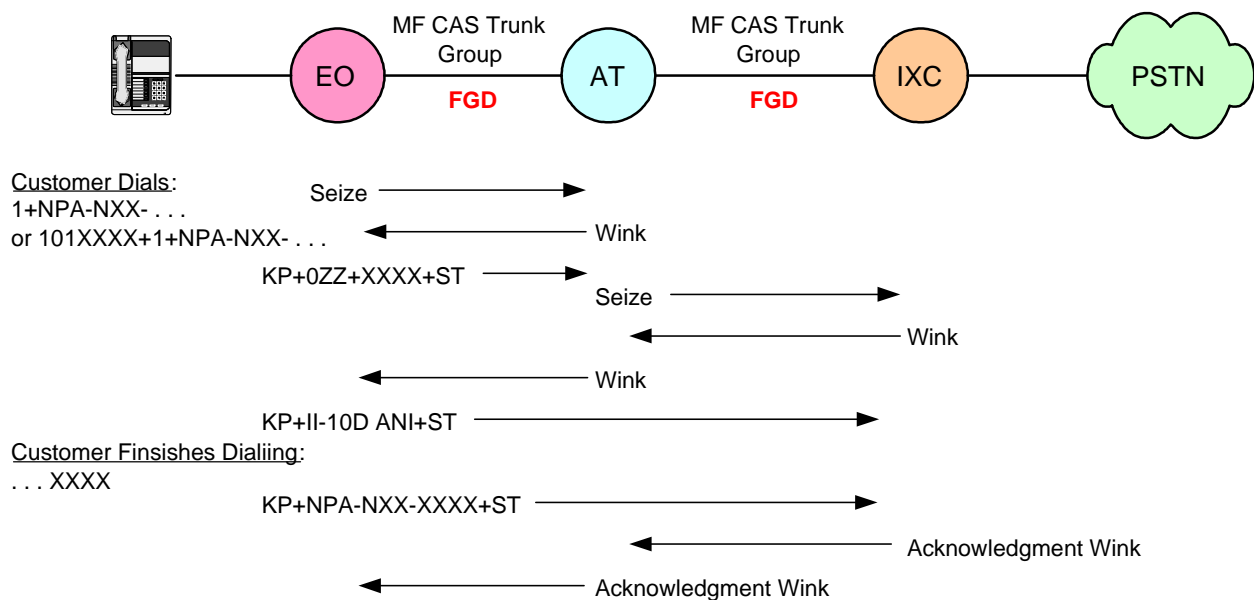 MF CAS Trunk
Group
FGD
MF CAS Trunk
Group
FGD
EO
AT
IXC
PSTN
Customer Dials:
1+NPA-NXX- . . .
or 101XXXX+1+NPA-NXX- . . .
Seize
Wink
KP+0ZZ+XXXX+ST
Seize
Wink
Wink
KP+II-10D ANI+ST
Customer Finsishes Dialiing:
. . . XXXX
KP+NPA-NXX-XXXX+ST
Acknowledgment Wink
Acknowledgment Wink